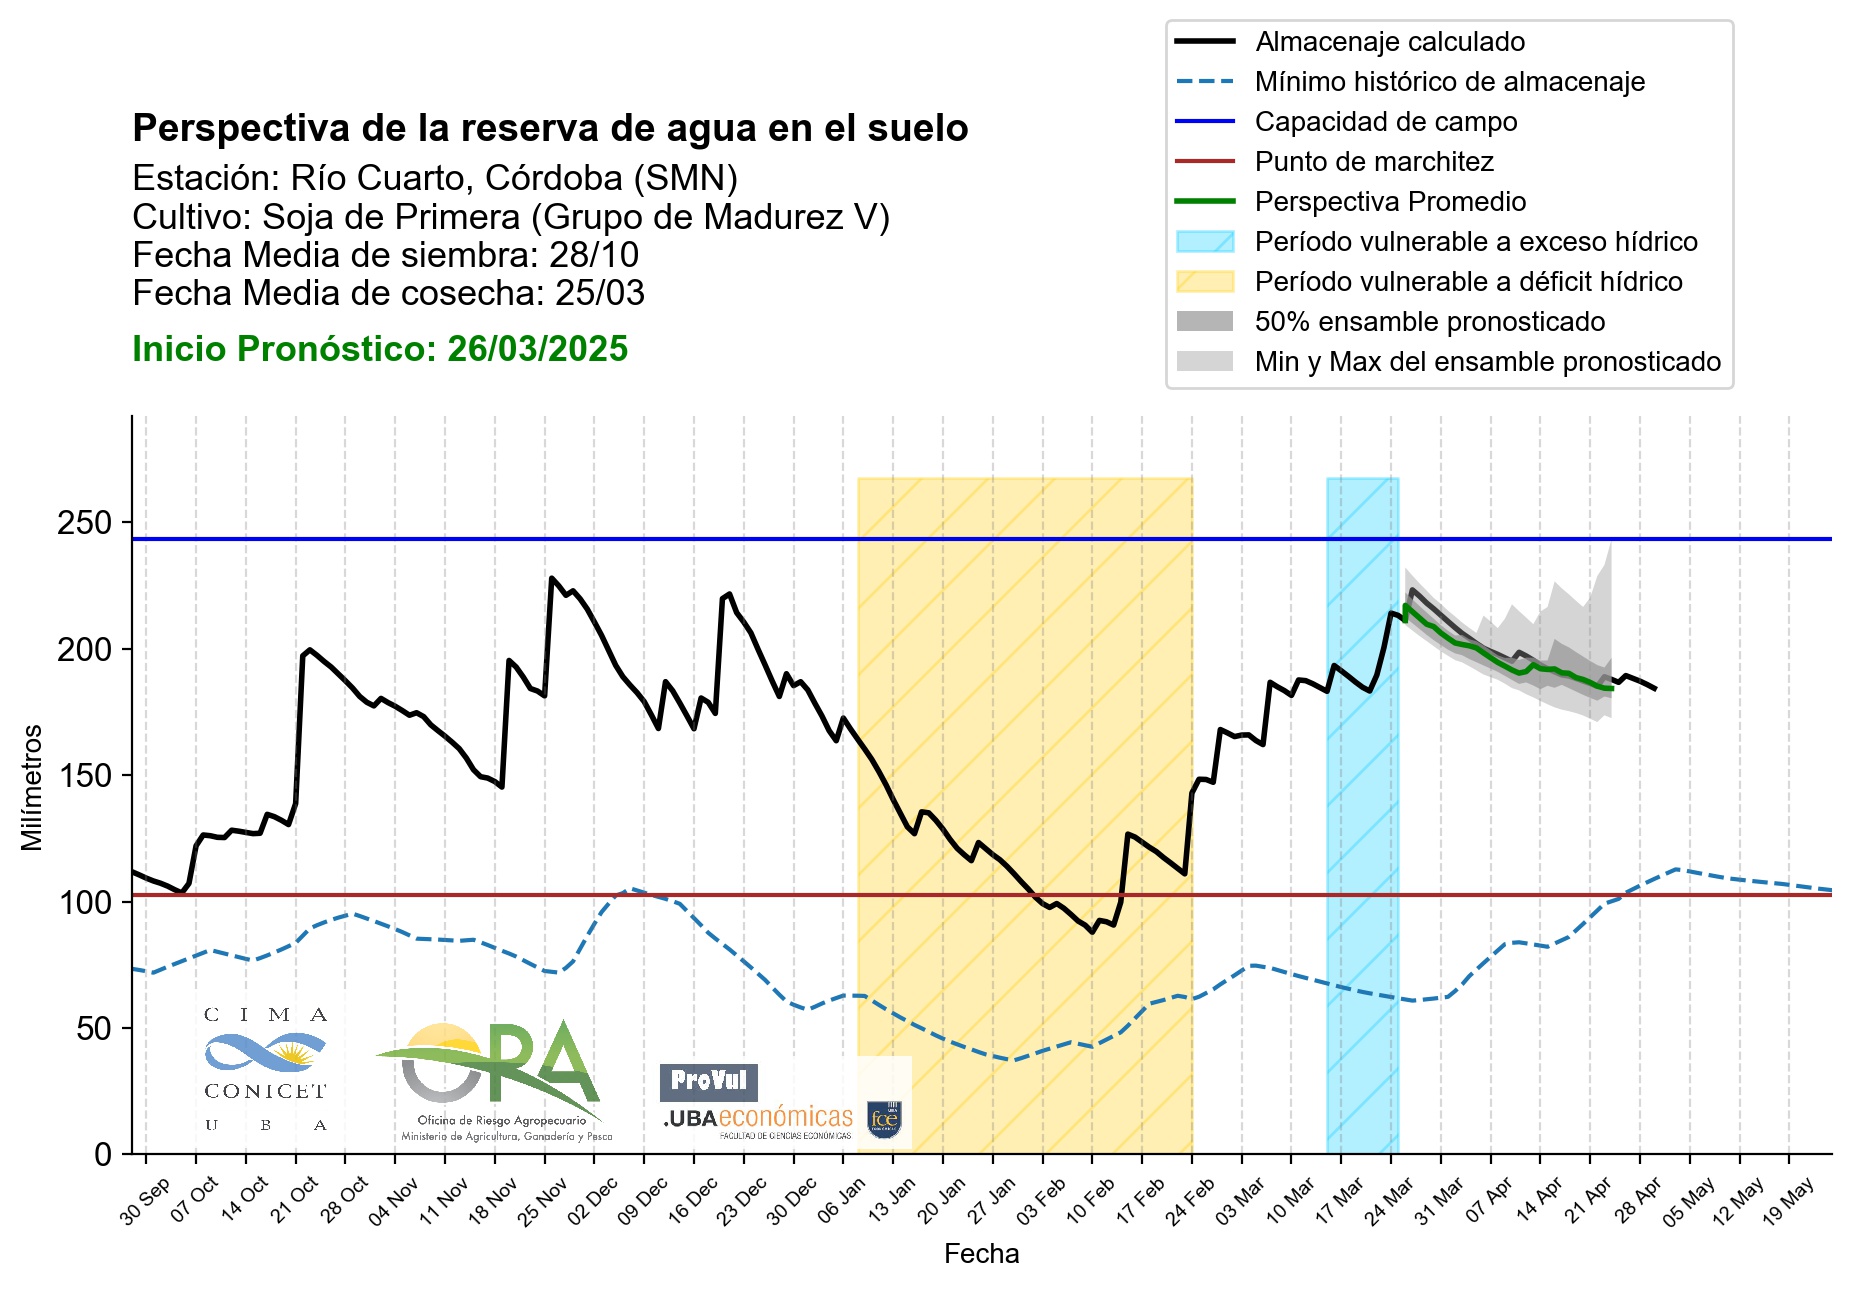 Almacenaje calculado
Mínimo histórico de almacenaje
Capacidad de campo
Punto de marchitez
Perspectiva Promedio
Período vulnerable a exceso hídrico
Período vulnerable a déficit hídrico
50% ensamble pronosticado
Min y Max del ensamble pronosticado
Perspectiva de la reserva de agua en el suelo
Estación: Río Cuarto, Córdoba (SMN)
Cultivo: Soja de Primera (Grupo de Madurez V)
Fecha Media de siembra: 28/10
Fecha Media de cosecha: 25/03
Inicio Pronóstico: 26/03/2025
Milímetros
250
200
150
100
50
0
CIMA
CONICET
UBA
ORA
Oficina de Riesgo Agropecuario
Ministerio de Agricultura, Ganadería y Pesca
ProVul
.UBAeconómicas
FACULTAD DE CIENCIAS ECONÓMICAS
fce
30 Sep
07 Oct
14 Oct
21 Oct
28 Oct
04 Nov
11 Nov
18 Nov
25 Nov
02 Dec
09 Dec
16 Dec
23 Dec
30 Dec
06 Jan
13 Jan
20 Jan
27 Jan
03 Feb
10 Feb
17 Feb
24 Feb
03 Mar
10 Mar
17 Mar
24 Mar
31 Mar
07 Apr
14 Apr
21 Apr
28 Apr
05 May
12 May
19 May
Fecha